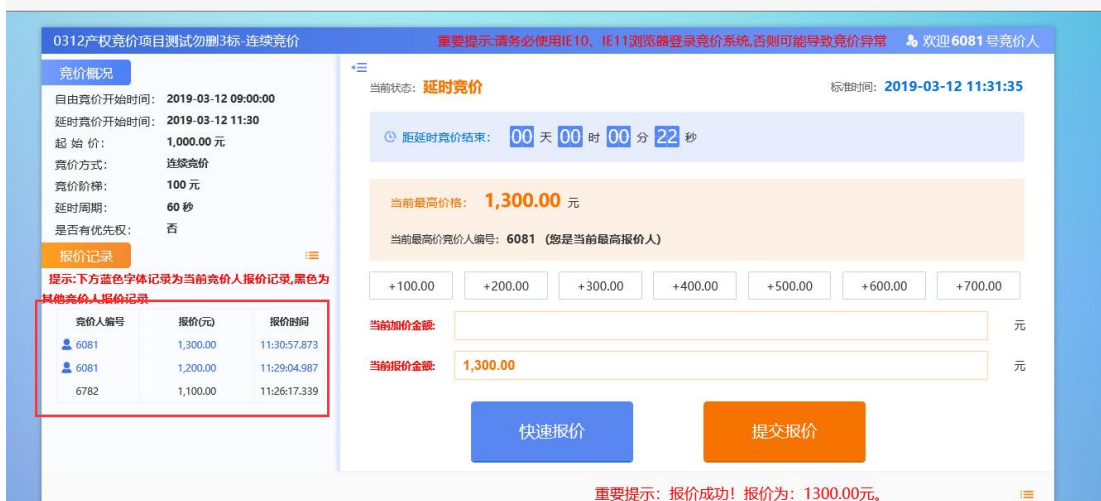 0312产权竞价项目测试勿删3标-连续竞价 重要提示:请务必使用IE10、IE11浏览器登录竞价系统,否则可能导致竞价异常 欢迎6081号竞价人
竞价概况
自由竞价开始时间: 2019-03-12 09:00:00
延时竞价开始时间: 2019-03-12 11:30
起 始 价: 1,000.00 元
竞价方式: 连续竞价
竞价阶梯: 100 元
延时周期: 60 秒
是否有优先权: 否
报价记录
提示:下方蓝色字体记录为当前竞价人报价记录,黑色为
其他竞价人报价记录
竞价人编号 报价(元) 报价时间
6081 1,300.00 11:30:57.873
6081 1,200.00 11:29:04.987
6782 1,100.00 11:26:17.339
当前状态: 延时竞价 标准时间: 2019-03-12 11:31:35
距延时竞价结束: 00 天 00 时 00 分 22 秒
当前最高价格: 1,300.00 元
当前最高价竞价人编号: 6081 (您是当前最高报价人)
+100.00 +200.00 +300.00 +400.00 +500.00 +600.00 +700.00
当前加价金额: 元
当前报价金额: 1,300.00 元
快速报价 提交报价
重要提示: 报价成功! 报价为: 1300.00元。